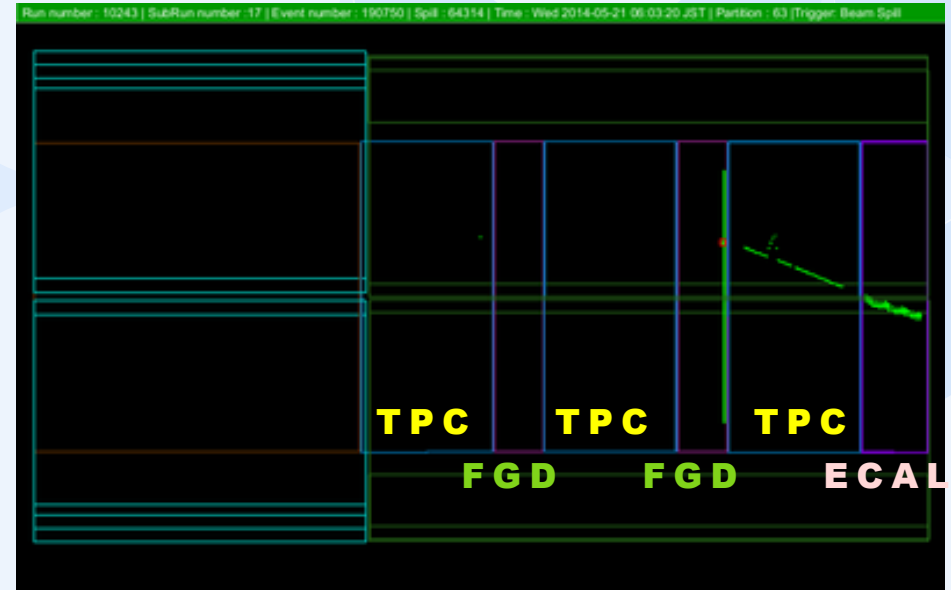 Run number : 10243 | SubRun number :17 | Event number : 190750 | Spill : 64314 | Time : Wed 2014-05-21 06:03:20 JST | Partition : 63 |Trigger: Beam Spill
TPC TPC TPC
FGD FGD ECAL